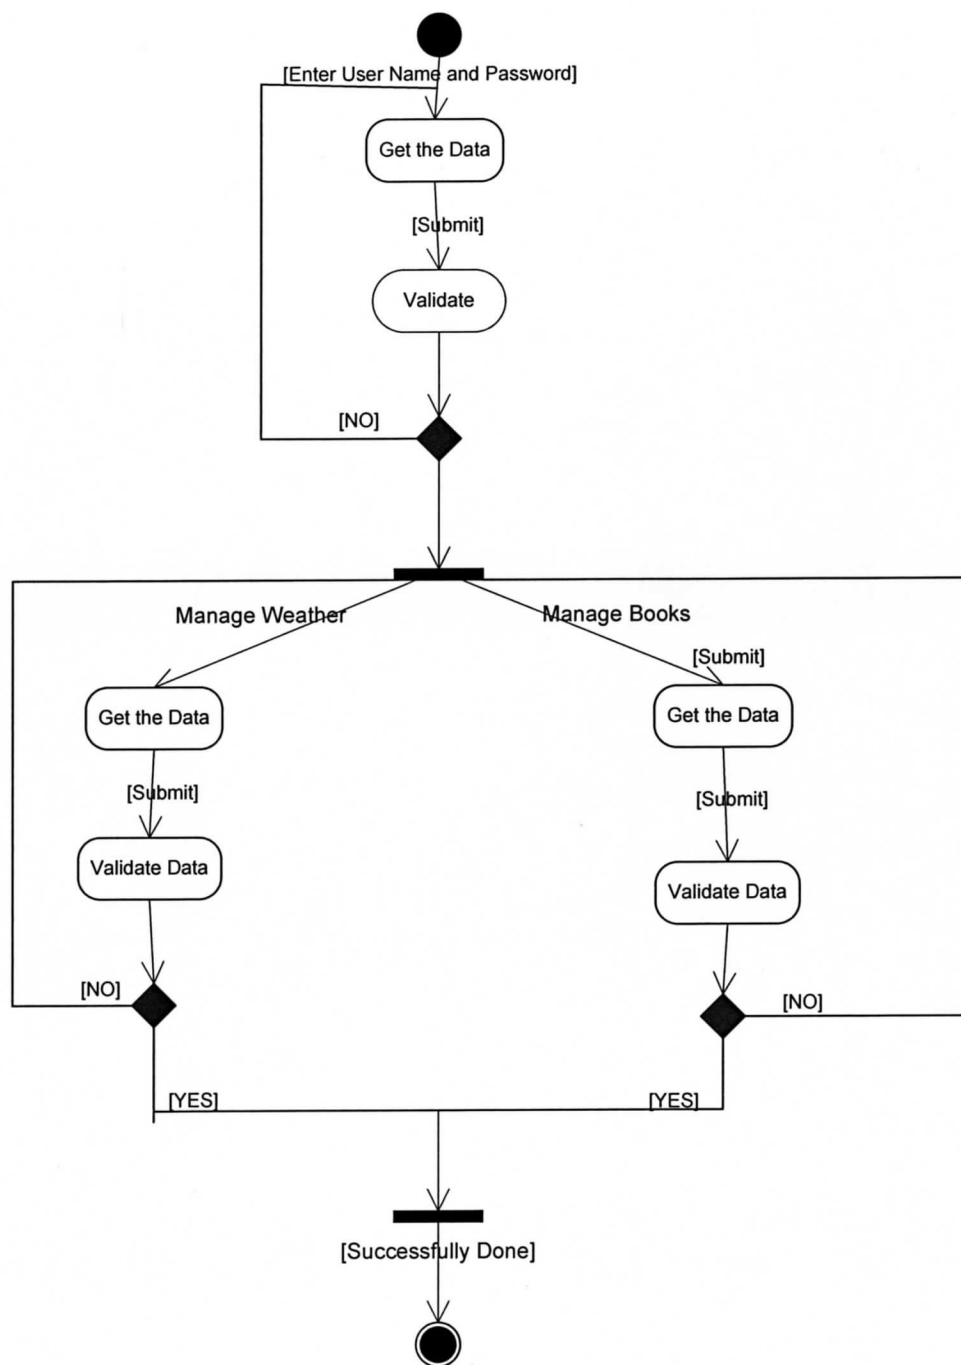 [Enter User Name and Password]
Get the Data
[Submit]
Validate
[NO]
Manage Weather
Manage Books
[Submit]
Get the Data
Get the Data
[Submit]
[Submit]
Validate Data
Validate Data
[NO]
[NO]
[YES]
[YES]
[Successfully Done]